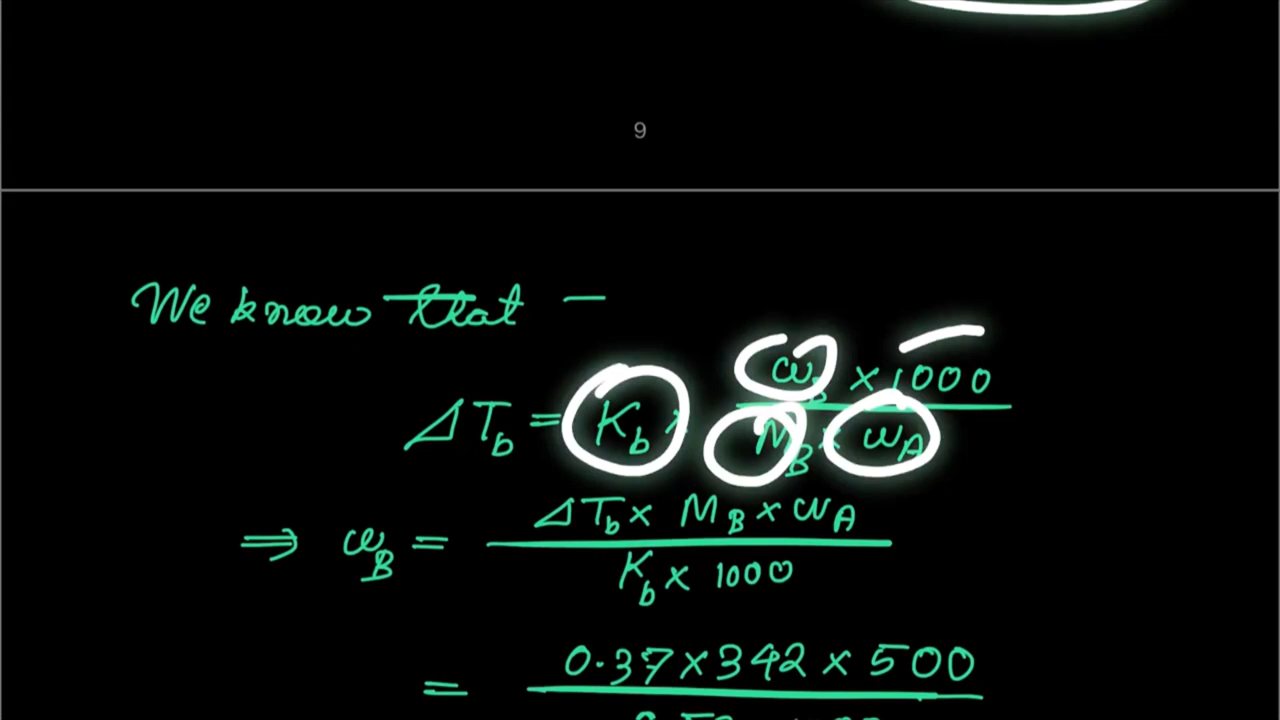 9
We know that —
ΔT_b = K_b × (w_B × 1000) / (M_B × w_A)
⇒ w_B = (ΔT_b × M_B × w_A) / (K_b × 1000)
= 0.37 × 342 × 500